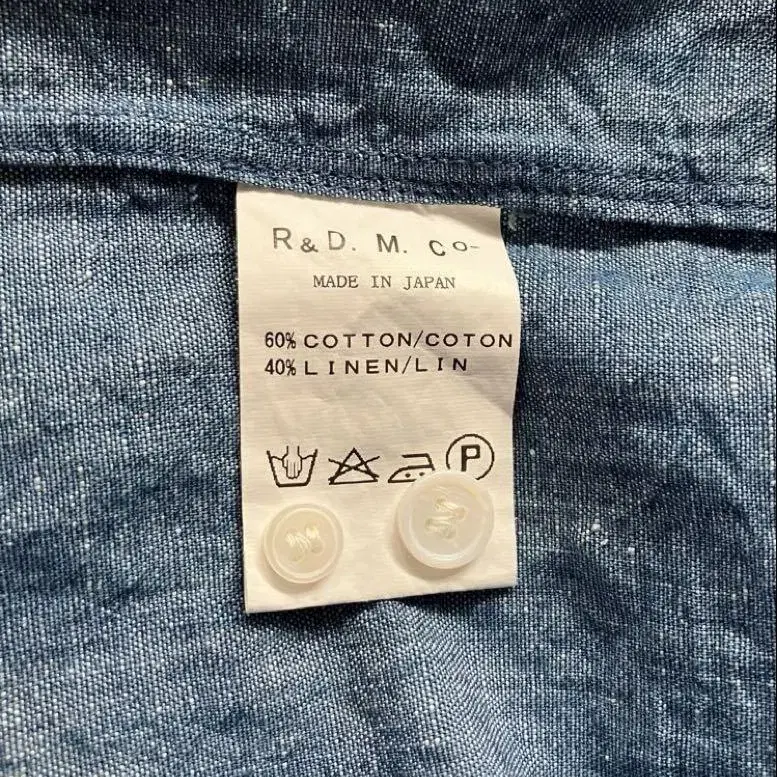 R & D. M. Co-
MADE IN JAPAN
60% COTTON/COTON
40% LINEN/LIN
P